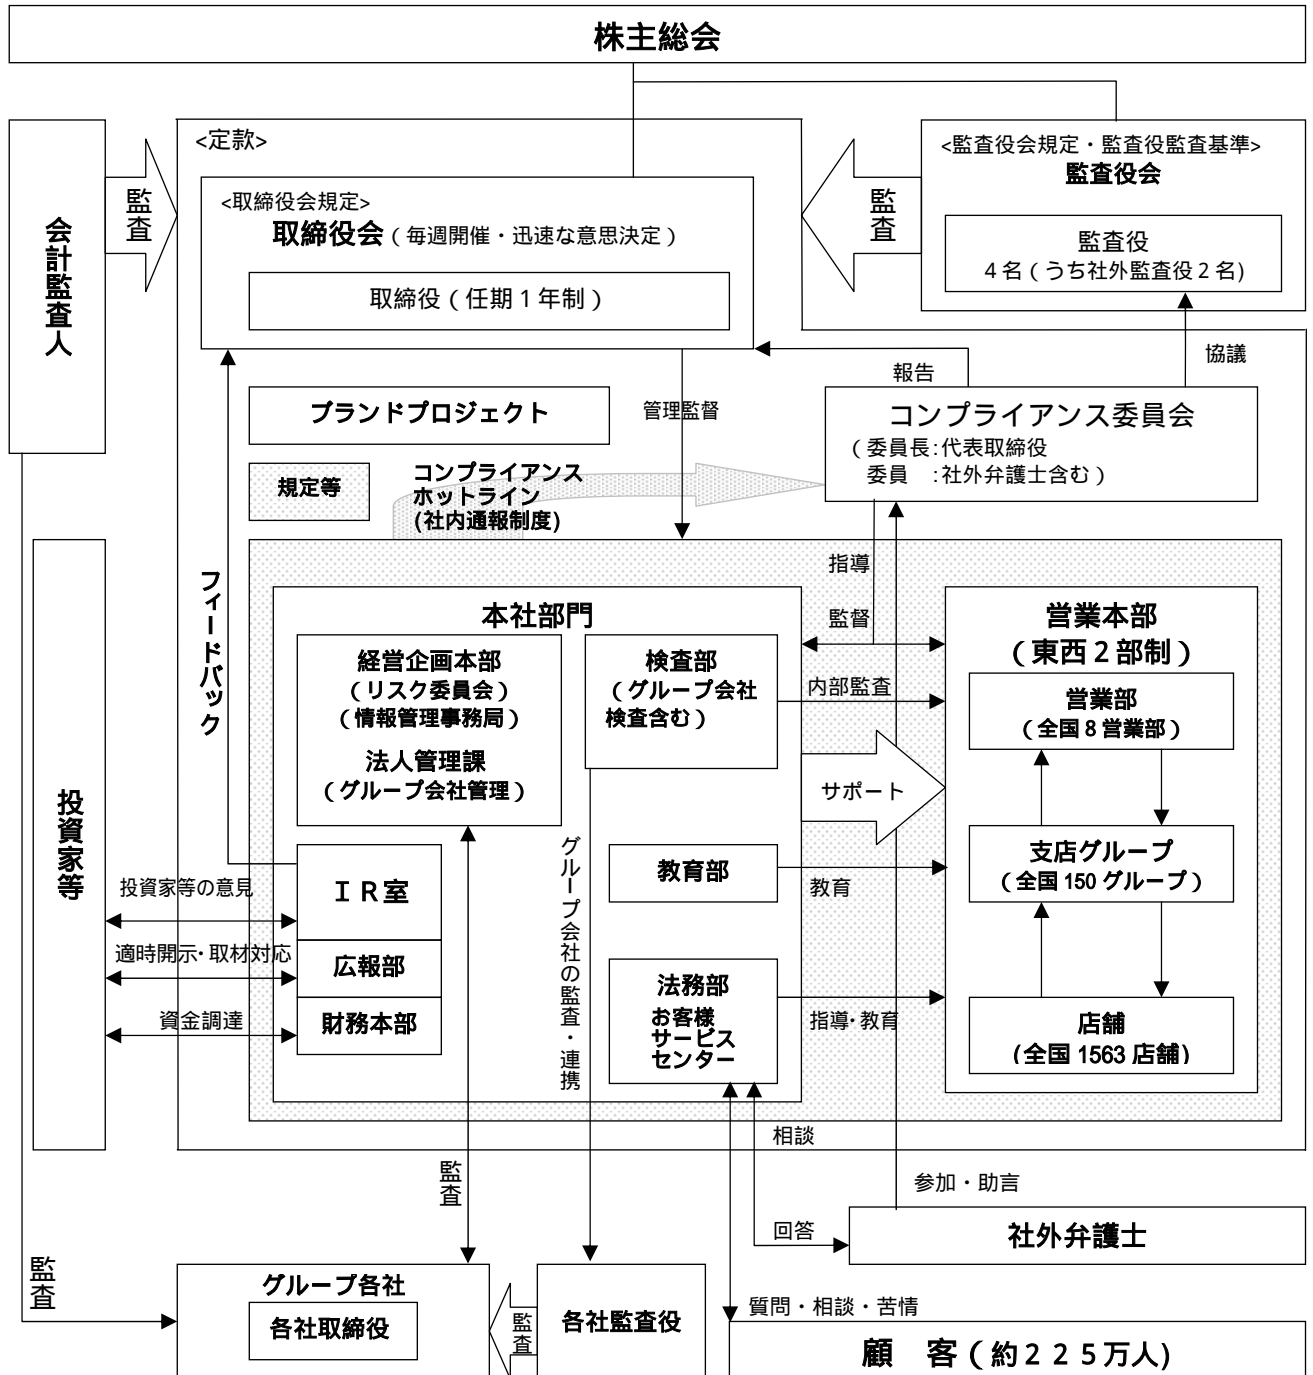 株主総会
<定款>
<監査役会規定・監査役監査基準>
監査役会
監査役
４名（うち社外監査役２名)
会計監査人
監査
監査
<取締役会規定>
取締役会（毎週開催・迅速な意思決定）
取締役（任期１年制）
協議
報告
ブランドプロジェクト
管理監督
コンプライアンス委員会
（委員長:代表取締役
委員　:社外弁護士含む）
規定等
コンプライアンス
ホットライン
(社内通報制度)
フィードバック
指導
監督
投資家等
本社部門
経営企画本部
（リスク委員会）
（情報管理事務局）
法人管理課
（グループ会社管理）
検査部
（グループ会社
検査含む）
内部監査
サポート
営業本部
（東西２部制）
営業部
（全国８営業部）
支店グループ
（全国 150 グループ）
店舗
（全国 1563 店舗）
グループ会社の監査・連携
教育部
教育
投資家等の意見
ＩＲ室
適時開示・取材対応
広報部
資金調達
財務本部
法務部
お客様
サービス
センター
指導・教育
相談
監査
参加・助言
回答
社外弁護士
監査
グループ各社
各社取締役
監査
各社監査役
質問・相談・苦情
顧　客（約２２５万人）